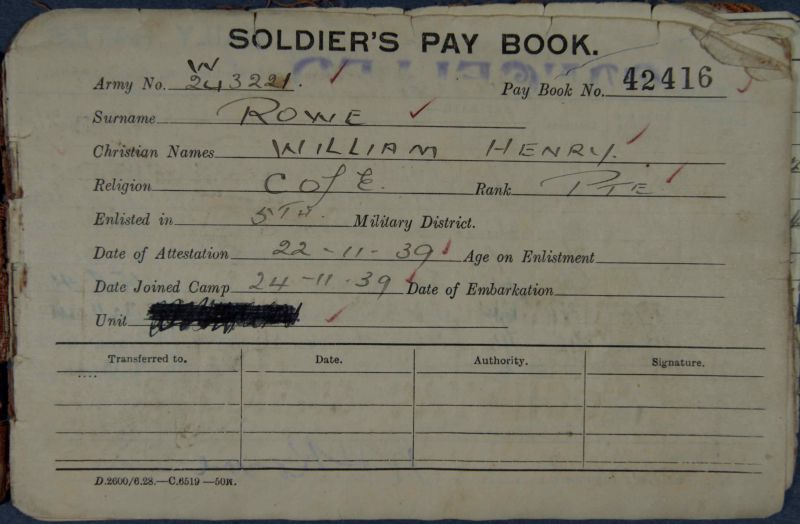 SOLDIER'S PAY BOOK.
W
Army No. 243221. Pay Book No. 42416
Surname ROWE
Christian Names WILLIAM HENRY.
Religion C of E. Rank PTE.
Enlisted in 5TH Military District.
Date of Attestation 22-11-39 Age on Enlistment
Date Joined Camp 24-11-39 Date of Embarkation
Unit
Transferred to. Date. Authority. Signature.
D.2600/6.28.—C.6519—50M.